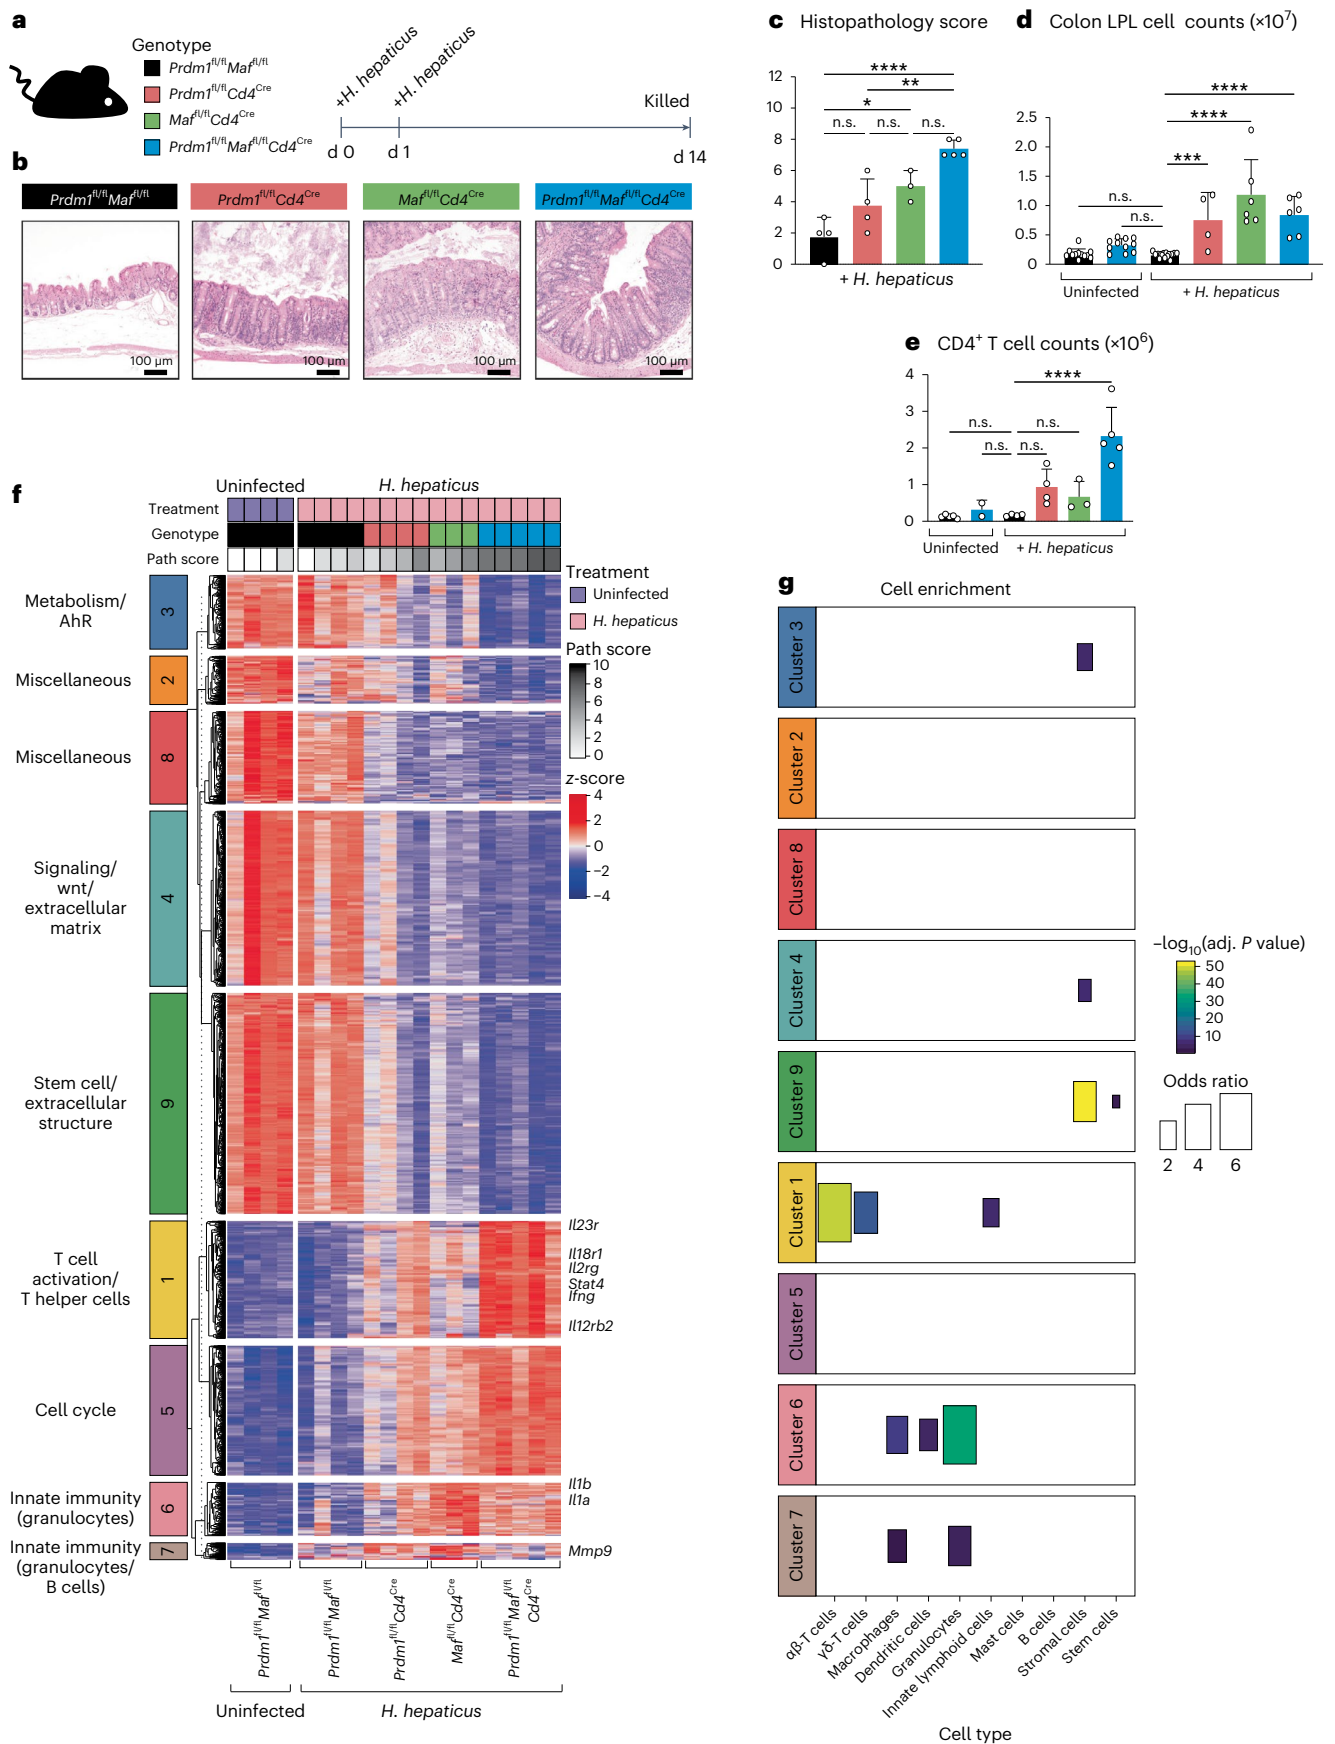 a
Genotype
Prdm1fl/flMaffl/fl
Prdm1fl/flCd4Cre
Maffl/flCd4Cre
Prdm1fl/flMaffl/flCd4Cre
+H. hepaticus
+H. hepaticus
Killed
d 0
d 1
d 14
b
Prdm1fl/flMaffl/fl
Prdm1fl/flCd4Cre
Maffl/flCd4Cre
Prdm1fl/flMaffl/flCd4Cre
100 µm
100 µm
100 µm
100 µm
c Histopathology score
12
10
8
6
4
2
0
****
**
*
n.s.
n.s.
n.s.
+ H. hepaticus
d Colon LPL cell counts (×10⁷)
2.5
2.0
1.5
1.0
0.5
0
****
****
***
n.s.
n.s.
Uninfected
+ H. hepaticus
e CD4⁺ T cell counts (×10⁶)
4
3
2
1
0
****
n.s.
n.s.
n.s.
n.s.
Uninfected
+ H. hepaticus
f
Uninfected
H. hepaticus
Treatment
Genotype
Path score
Metabolism/
AhR
3
Miscellaneous
2
Miscellaneous
8
Signaling/
wnt/
extracellular
matrix
4
Stem cell/
extracellular
structure
9
T cell
activation/
T helper cells
1
Cell cycle
5
Innate immunity
(granulocytes)
6
Innate immunity
(granulocytes/
B cells)
7
Il23r
Il18r1
Il2rg
Stat4
Ifng
Il12rb2
Il1b
Il1a
Mmp9
Treatment
Uninfected
H. hepaticus
Path score
10
8
6
4
2
0
z-score
4
2
0
−2
−4
Prdm1fl/flMaffl/fl
Prdm1fl/flMaffl/fl
Prdm1fl/flCd4Cre
Maffl/flCd4Cre
Prdm1fl/flMaffl/fl
Cd4Cre
Uninfected
H. hepaticus
g
Cell enrichment
Cluster 3
Cluster 2
Cluster 8
Cluster 4
Cluster 9
Cluster 1
Cluster 5
Cluster 6
Cluster 7
αβ-T cells
γδ-T cells
Macrophages
Dendritic cells
Granulocytes
Innate lymphoid cells
Mast cells
B cells
Stromal cells
Stem cells
Cell type
−log₁₀(adj. P value)
50
40
30
20
10
Odds ratio
2
4
6